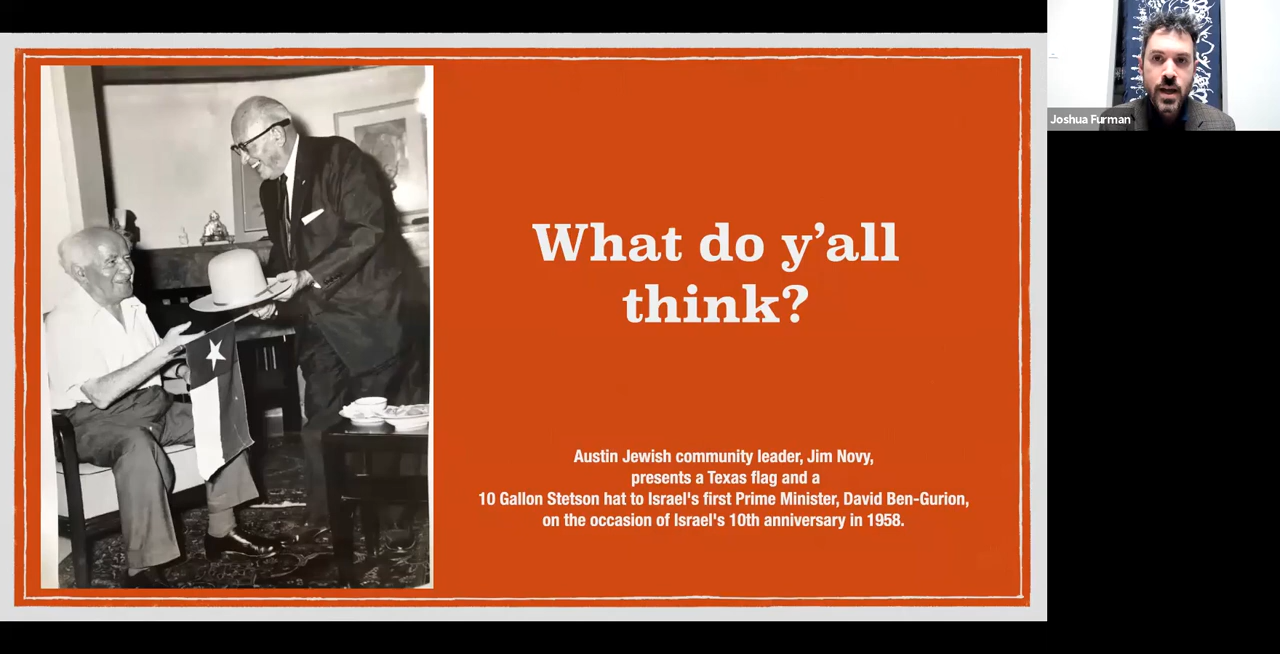 What do y’all
think?
Austin Jewish community leader, Jim Novy,
presents a Texas flag and a
10 Gallon Stetson hat to Israel's first Prime Minister, David Ben-Gurion,
on the occasion of Israel's 10th anniversary in 1958.
Joshua Furman